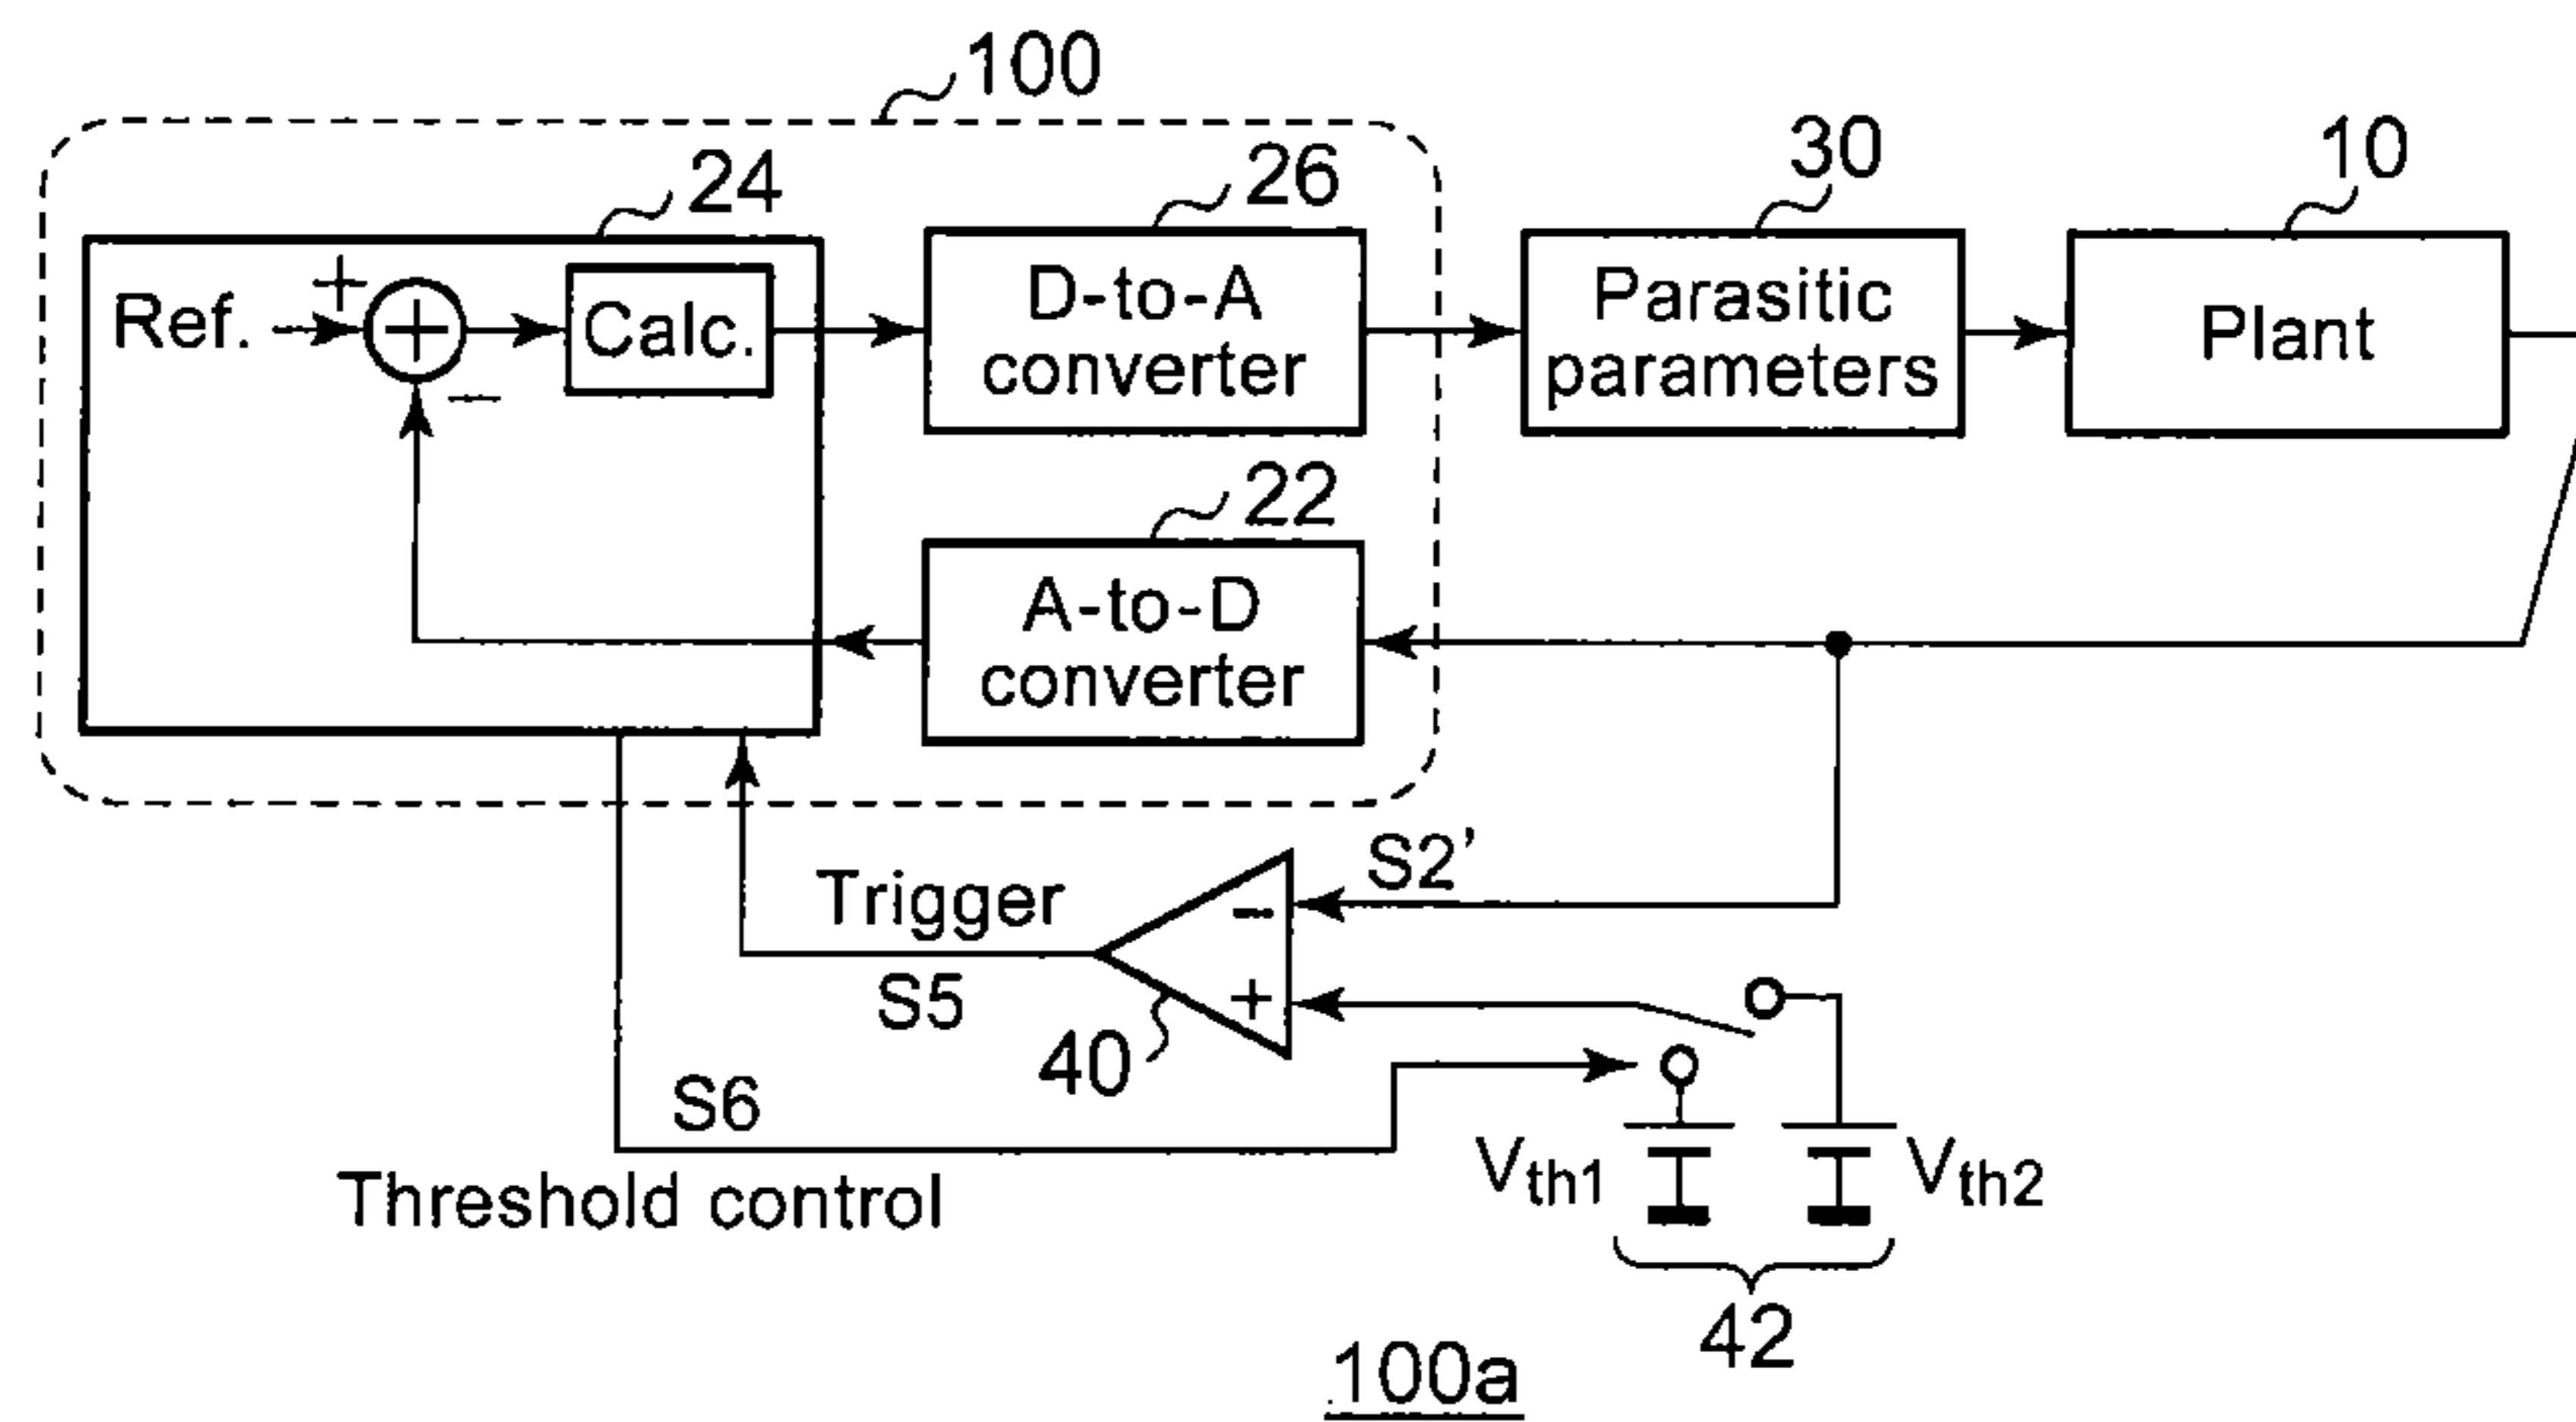 100
24
26
30
10
Ref.
+
+
−
Calc.
D-to-A
converter
Parasitic
parameters
Plant
22
A-to-D
converter
Trigger
S5
S2'
−
+
40
S6
Threshold control
Vth1
Vth2
42
100a